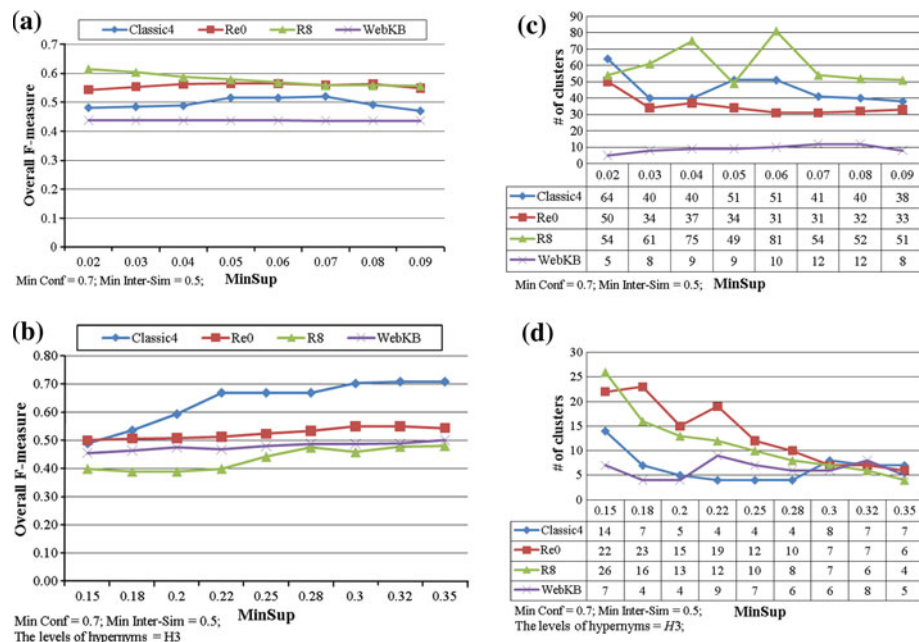 (a)
Classic4 Re0 R8 WebKB
Overall F-measure
0.7
0.6
0.5
0.4
0.3
0.2
0.1
0
0.02 0.03 0.04 0.05 0.06 0.07 0.08 0.09
Min Conf = 0.7; Min Inter-Sim = 0.5; MinSup
(c)
# of clusters
90
80
70
60
50
40
30
20
10
0
0.02 0.03 0.04 0.05 0.06 0.07 0.08 0.09
Classic4 64 40 40 51 51 41 40 38
Re0 50 34 37 34 31 31 32 33
R8 54 61 75 49 81 54 52 51
WebKB 5 8 9 9 10 12 12 8
Min Conf = 0.7; Min Inter-Sim = 0.5; MinSup
(b)
Classic4 Re0 R8 WebKB
Overall F-measure
0.80
0.70
0.60
0.50
0.40
0.30
0.20
0.10
0.00
0.15 0.18 0.2 0.22 0.25 0.28 0.3 0.32 0.35
Min Conf = 0.7; Min Inter-Sim = 0.5; MinSup
The levels of hypernyms = H3
(d)
# of clusters
30
25
20
15
10
5
0
0.15 0.18 0.2 0.22 0.25 0.28 0.3 0.32 0.35
Classic4 14 7 5 4 4 4 8 7 7
Re0 22 23 15 19 12 10 7 7 6
R8 26 16 13 12 10 8 7 6 4
WebKB 7 4 4 9 7 6 6 8 5
Min Conf = 0.7; Min Inter-Sim = 0.5; MinSup
The levels of hypernyms = H3;